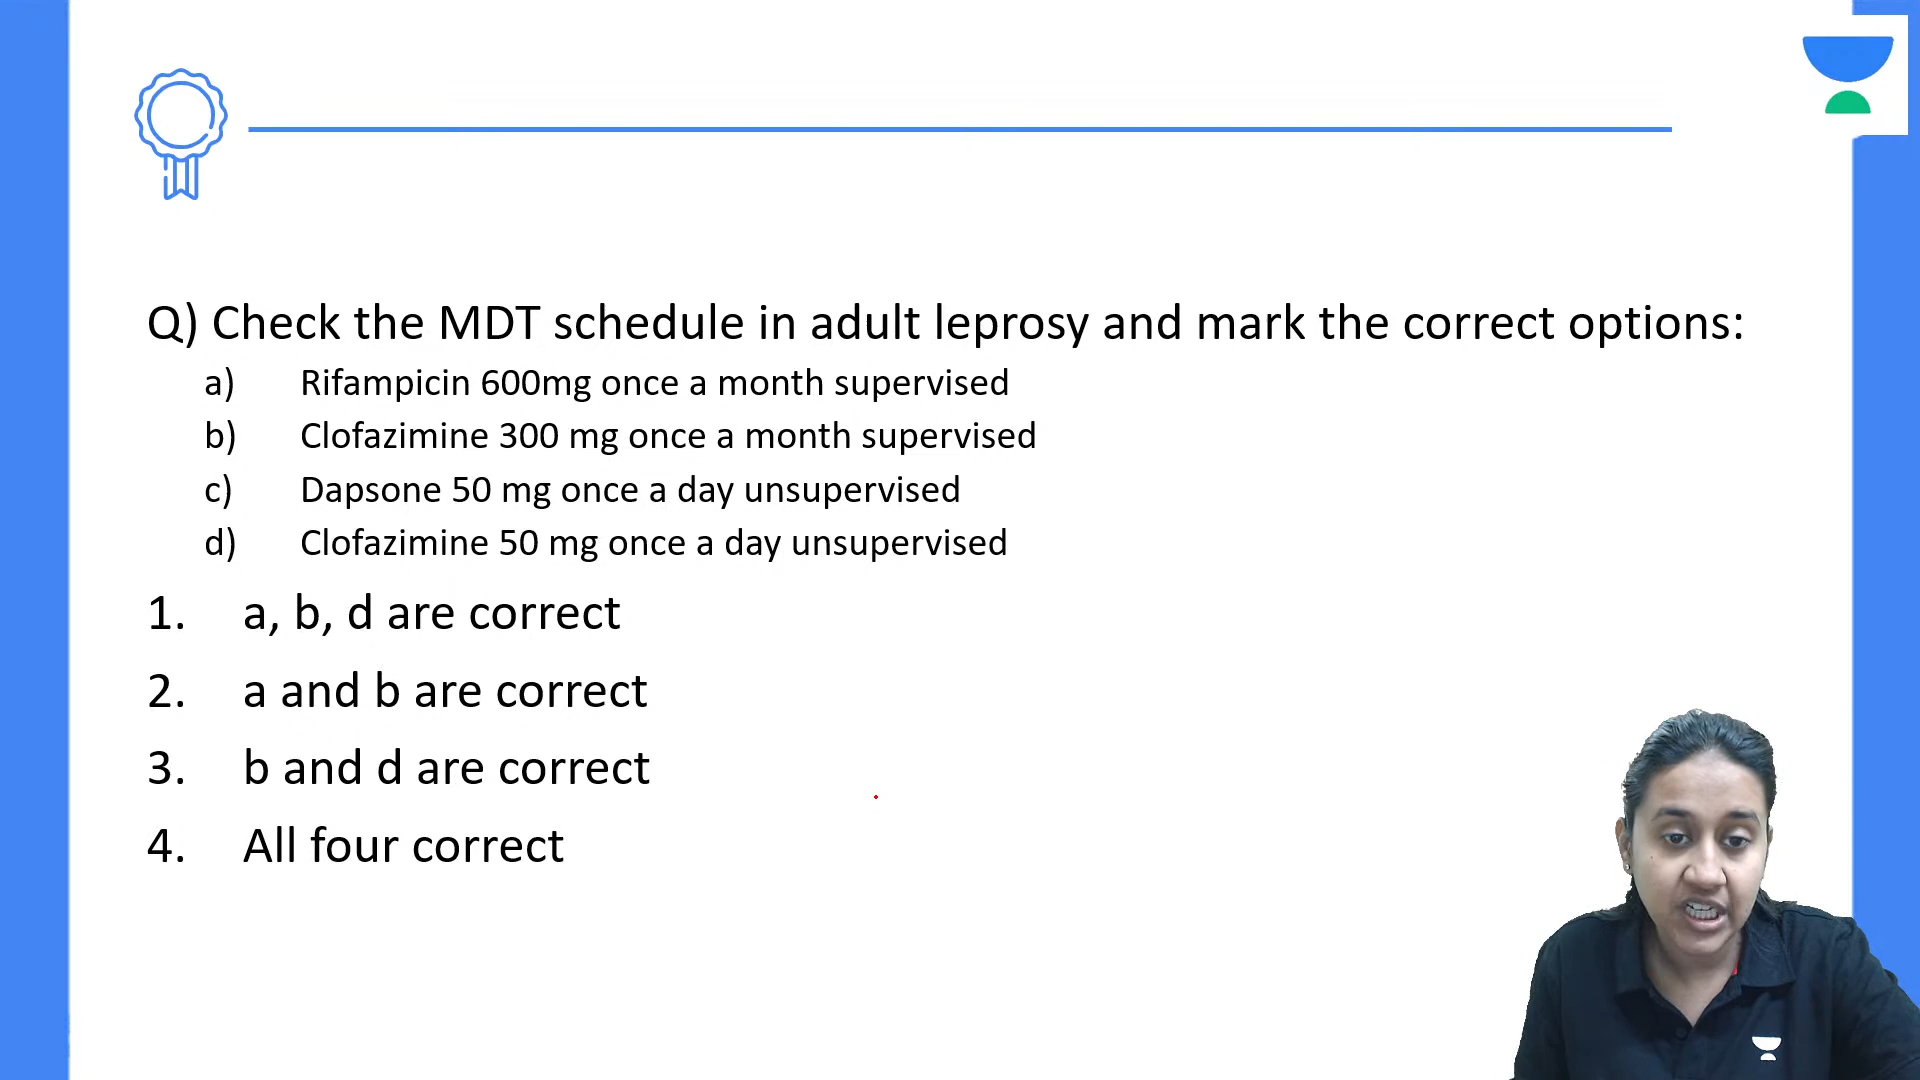 Q) Check the MDT schedule in adult leprosy and mark the correct options:
a) Rifampicin 600mg once a month supervised
b) Clofazimine 300 mg once a month supervised
c) Dapsone 50 mg once a day unsupervised
d) Clofazimine 50 mg once a day unsupervised
1. a, b, d are correct
2. a and b are correct
3. b and d are correct
4. All four correct